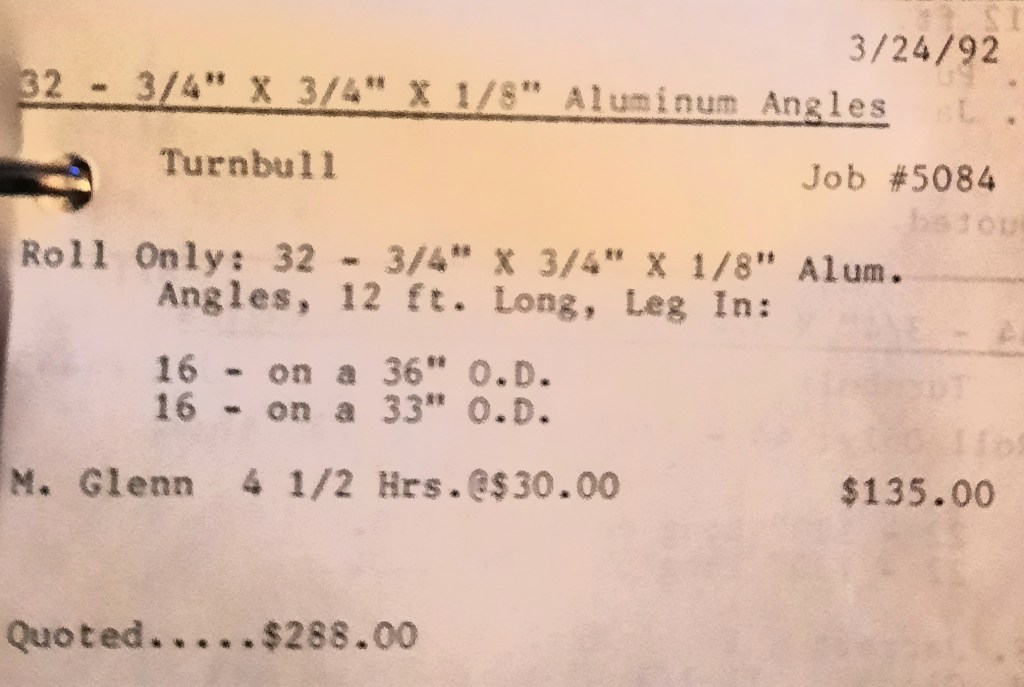 3/24/92
32 - 3/4" X 3/4" X 1/8" Aluminum Angles
Turnbull Job #5084
Roll Only: 32 - 3/4" X 3/4" X 1/8" Alum.
Angles, 12 ft. Long, Leg In:
16 - on a 36" O.D.
16 - on a 33" O.D.
M. Glenn 4 1/2 Hrs.@$30.00 $135.00
Quoted.....$288.00